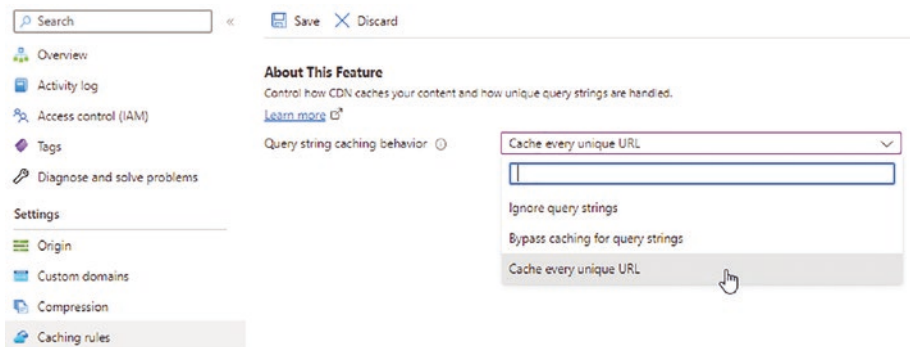 Search
«
Overview
Activity log
Access control (IAM)
Tags
Diagnose and solve problems
Settings
Origin
Custom domains
Compression
Caching rules
Save Discard
About This Feature
Control how CDN caches your content and how unique query strings are handled.
Learn more
Query string caching behavior Cache every unique URL
Ignore query strings
Bypass caching for query strings
Cache every unique URL